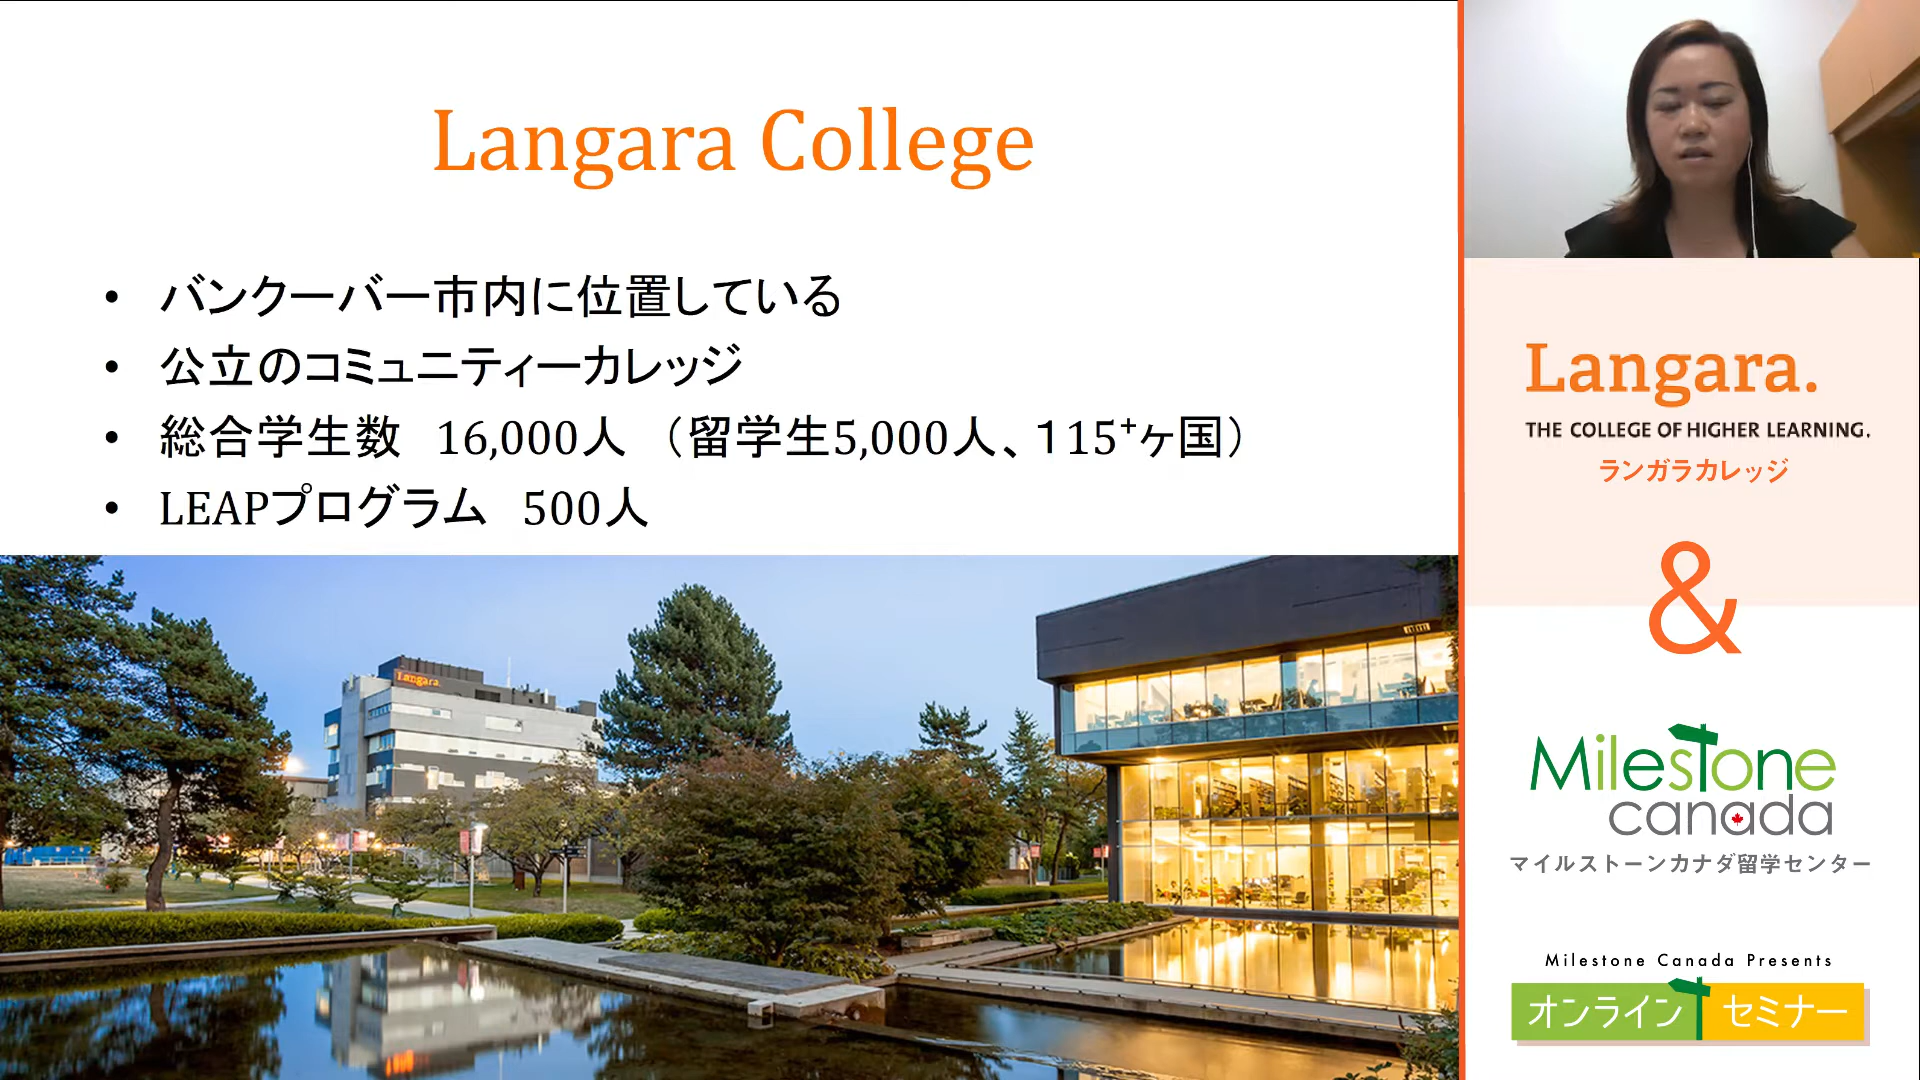 Langara College
• バンクーバー市内に位置している
• 公立のコミュニティーカレッジ
• 総合学生数　16,000人　（留学生5,000人、115⁺ヶ国）
• LEAPプログラム　500人
Langara.
Langara.
THE COLLEGE OF HIGHER LEARNING.
ランガラカレッジ
&
Milestone
canada
マイルストーンカナダ留学センター
Milestone Canada Presents
オンラインセミナー